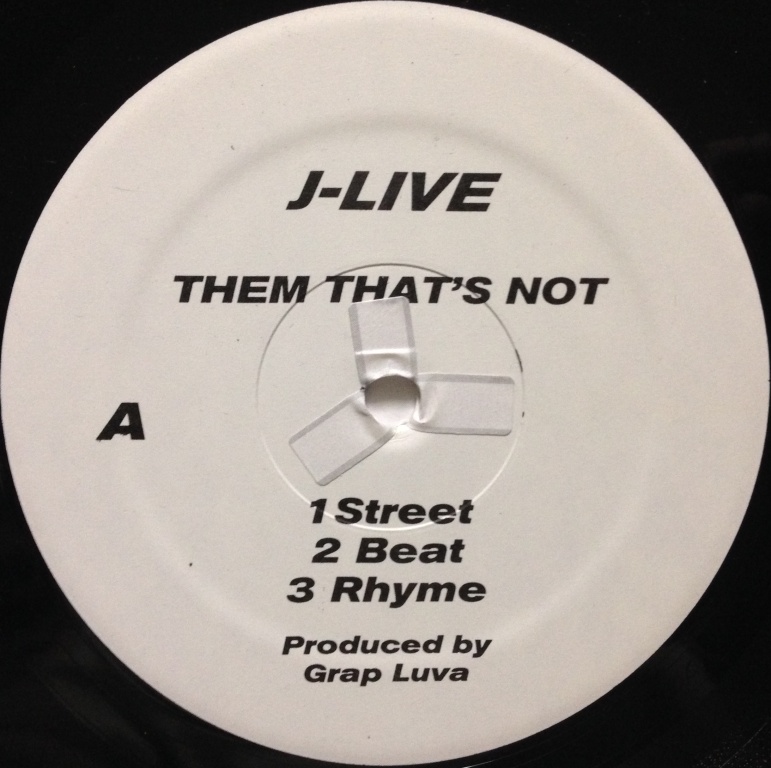 J-LIVE
THEM THAT'S NOT
A
1 Street
2 Beat
3 Rhyme
Produced by
Grap Luva